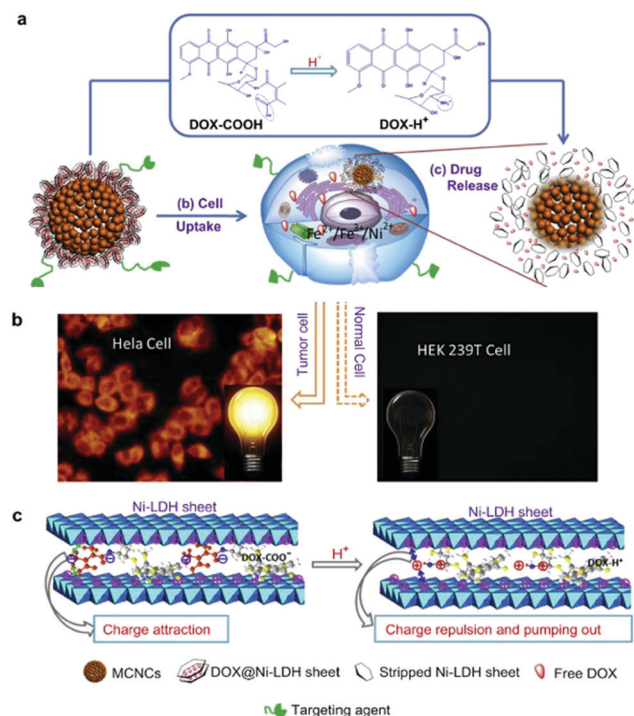 a
H⁺
DOX-COOH
DOX-H⁺
(b) Cell
Uptake
(c) Drug
Release
Fe²⁺/Fe³⁺/Ni²⁺
b
Hela Cell
Tumor cell
Normal Cell
HEK 239T Cell
c
Ni-LDH sheet
Ni-LDH sheet
DOX-COO⁻
H⁺
DOX-H⁺
Charge attraction
Charge repulsion and pumping out
MCNCs
DOX@Ni-LDH sheet
Stripped Ni-LDH sheet
Free DOX
Targeting agent